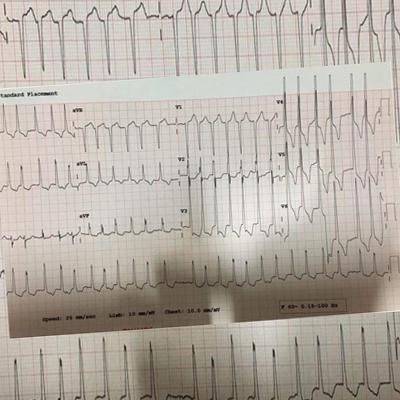 tandard Placement
aVR
V1
V4
aVL
V2
V5
aVF
V3
V6
Speed: 25 mm/sec Limb: 10 mm/mV Chest: 10.0 mm/mV
F 60~ 0.15-100 Hz